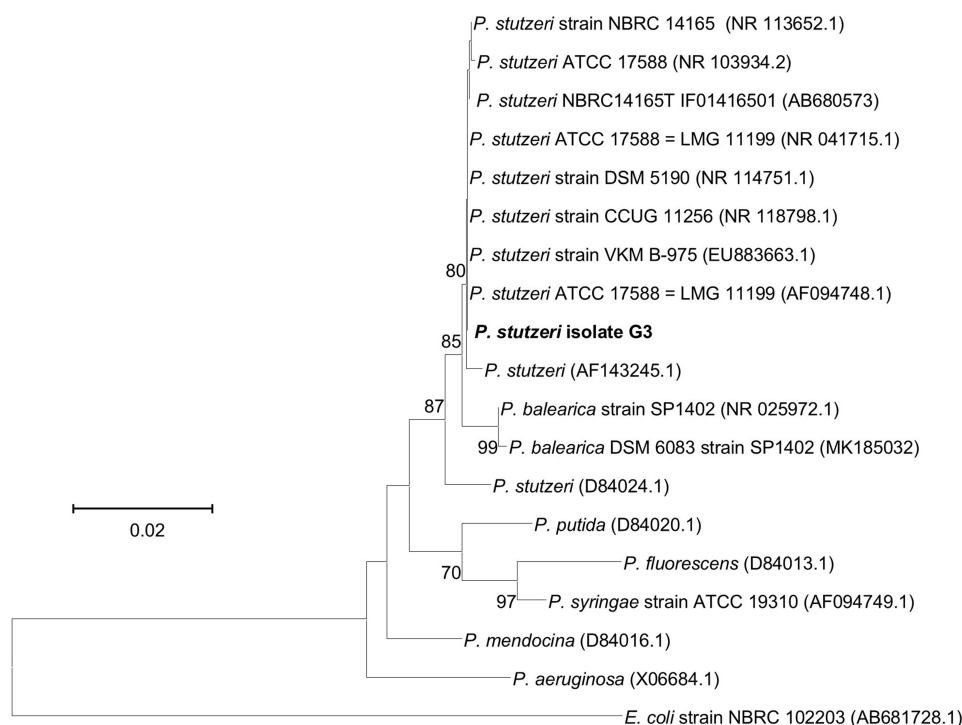 P. stutzeri strain NBRC 14165 (NR 113652.1)
P. stutzeri ATCC 17588 (NR 103934.2)
P. stutzeri NBRC14165T IF01416501 (AB680573)
P. stutzeri ATCC 17588 = LMG 11199 (NR 041715.1)
P. stutzeri strain DSM 5190 (NR 114751.1)
P. stutzeri strain CCUG 11256 (NR 118798.1)
P. stutzeri strain VKM B-975 (EU883663.1)
80
P. stutzeri ATCC 17588 = LMG 11199 (AF094748.1)
P. stutzeri isolate G3
85
P. stutzeri (AF143245.1)
87
P. balearica strain SP1402 (NR 025972.1)
99
P. balearica DSM 6083 strain SP1402 (MK185032)
P. stutzeri (D84024.1)
0.02
P. putida (D84020.1)
P. fluorescens (D84013.1)
70
97
P. syringae strain ATCC 19310 (AF094749.1)
P. mendocina (D84016.1)
P. aeruginosa (X06684.1)
E. coli strain NBRC 102203 (AB681728.1)